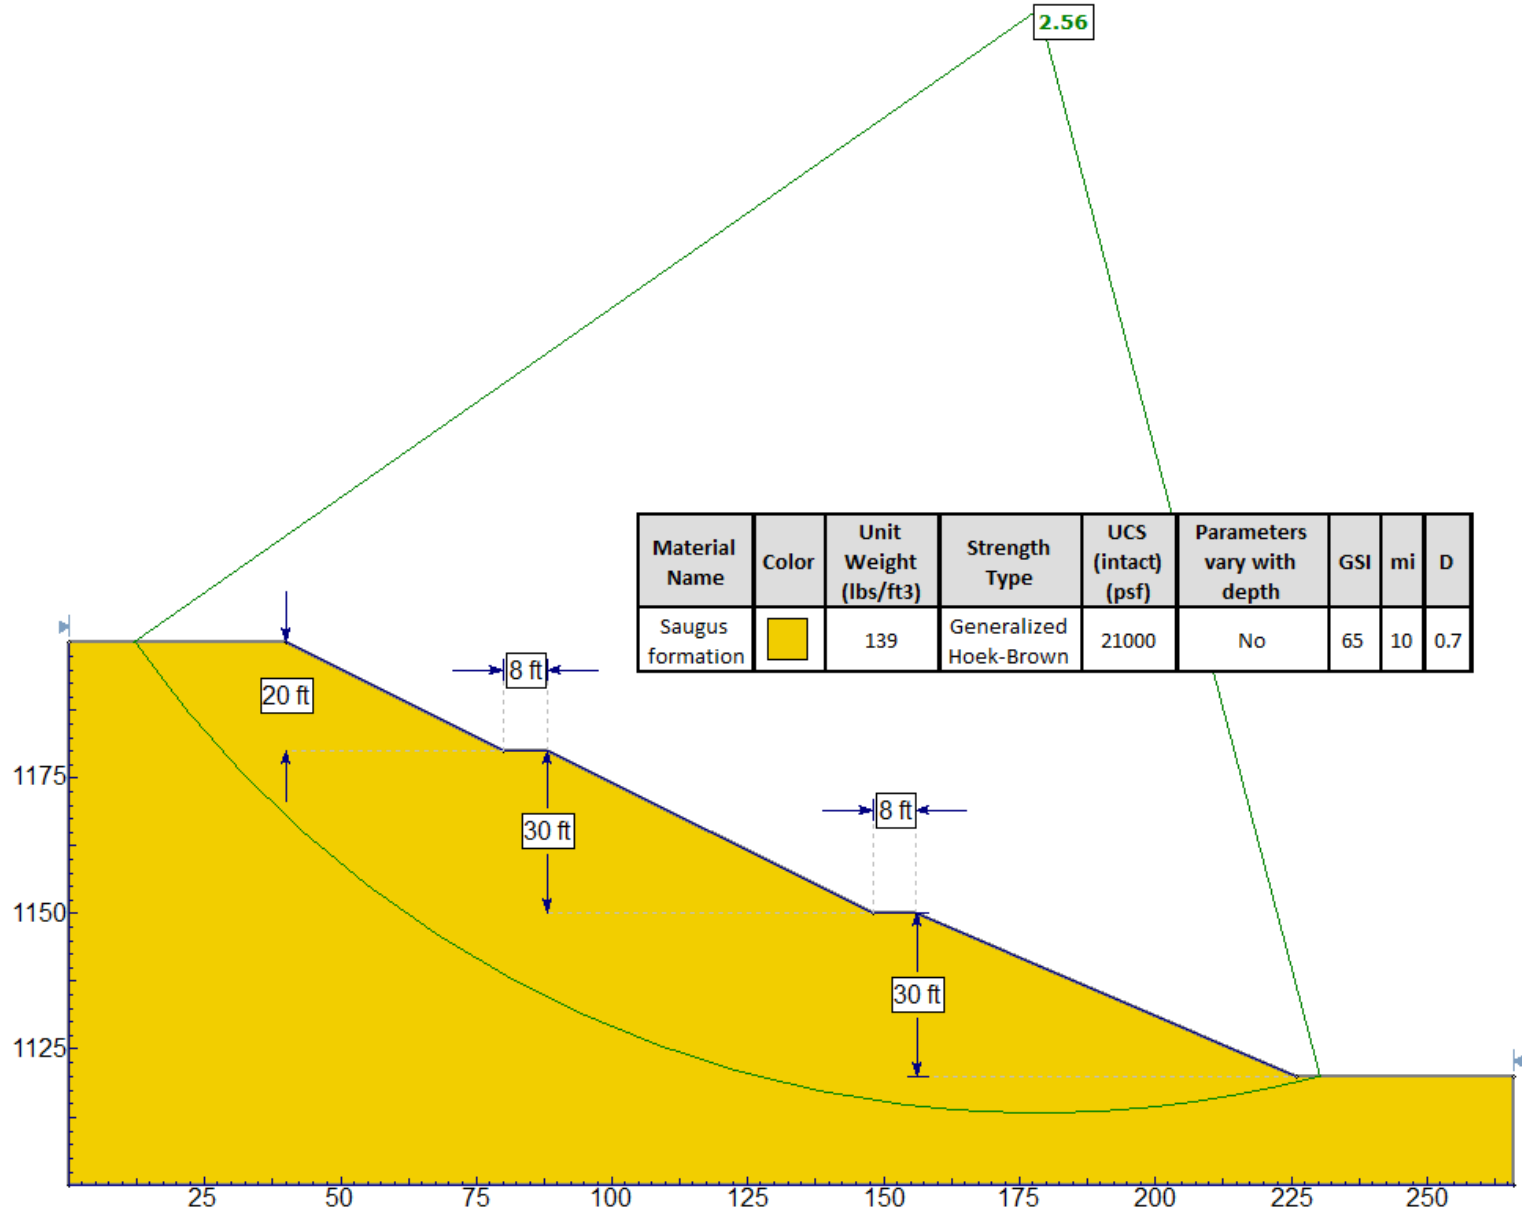 2.56
Material Name Color Unit Weight (lbs/ft3) Strength Type UCS (intact) (psf) Parameters vary with depth GSI mi D
Saugus formation 139 Generalized Hoek-Brown 21000 No 65 10 0.7
8 ft
20 ft
1175
30 ft
8 ft
1150
30 ft
1125
25 50 75 100 125 150 175 200 225 250